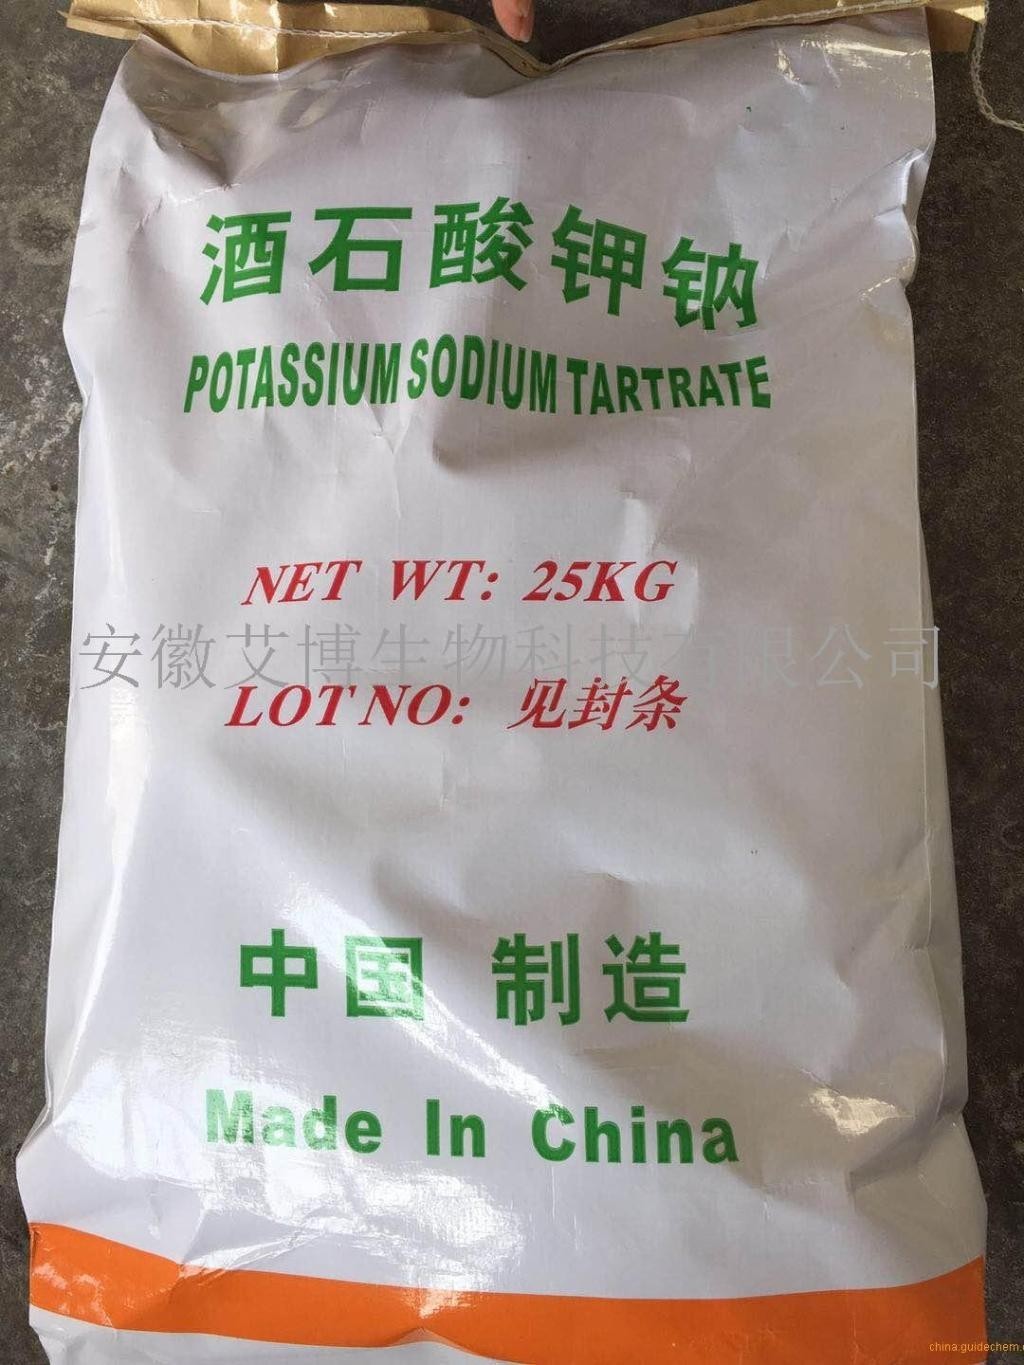 酒石酸钾钠
POTASSIUM SODIUM TARTRATE
NET WT: 25KG
安徽艾博生物科技有限公司
LOT NO: 见封条
中国 制造
Made In China
china.guidechem.c